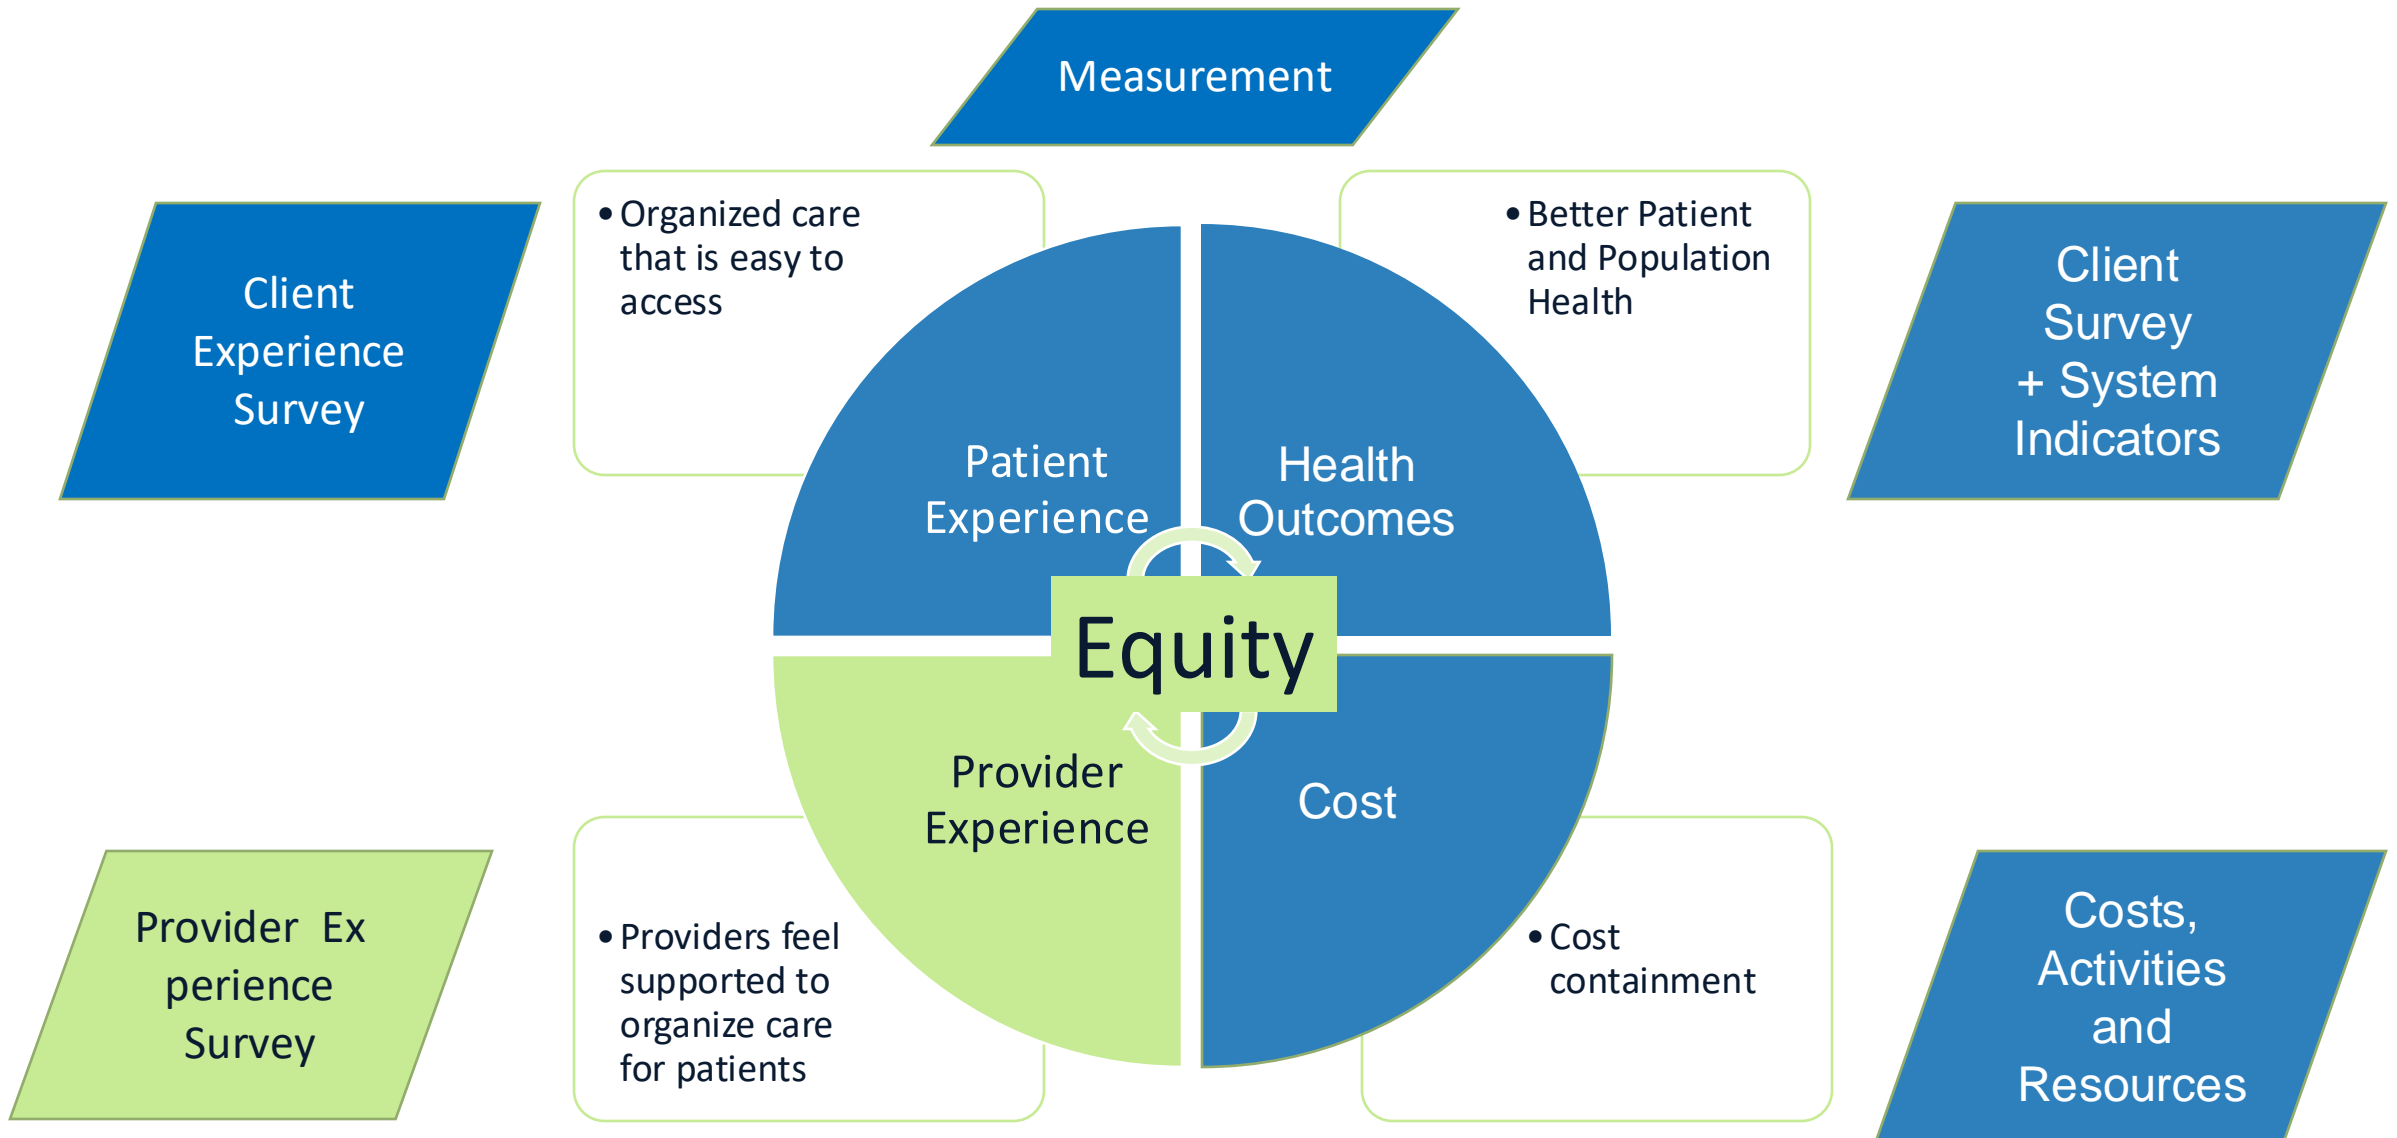 Measurement
Client
Experience
Survey
• Organized care
that is easy to
access
• Better Patient
and Population
Health
Client
Survey
+ System
Indicators
Patient
Experience
Health
Outcomes
Equity
Provider
Experience
Cost
Provider  Ex
perience
Survey
• Providers feel
supported to
organize care
for patients
• Cost
containment
Costs,
Activities
and
Resources